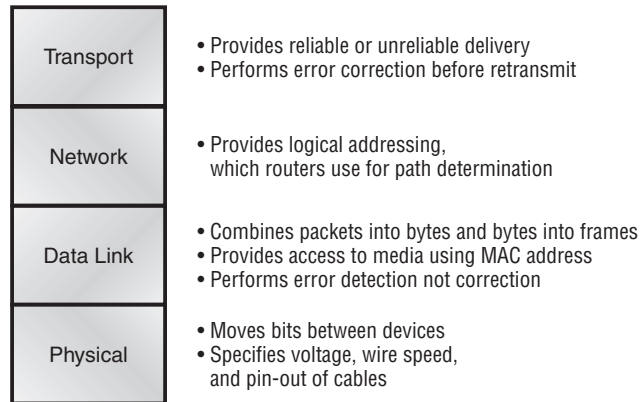 Transport
• Provides reliable or unreliable delivery
• Performs error correction before retransmit
Network
• Provides logical addressing,
which routers use for path determination
Data Link
• Combines packets into bytes and bytes into frames
• Provides access to media using MAC address
• Performs error detection not correction
Physical
• Moves bits between devices
• Specifies voltage, wire speed,
and pin-out of cables